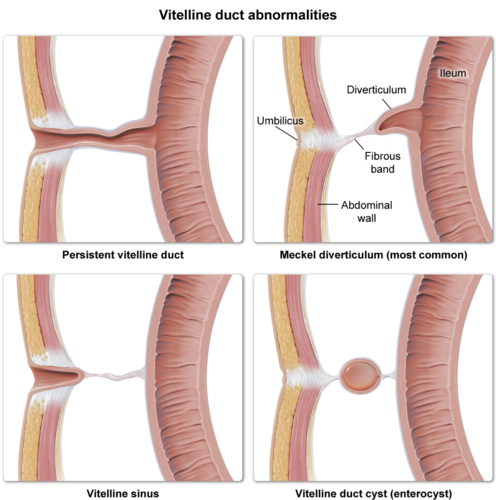 Vitelline duct abnormalities
Ileum
Diverticulum
Umbilicus
Fibrous
band
Abdominal
wall
Persistent vitelline duct
Meckel diverticulum (most common)
Vitelline sinus
Vitelline duct cyst (enterocyst)